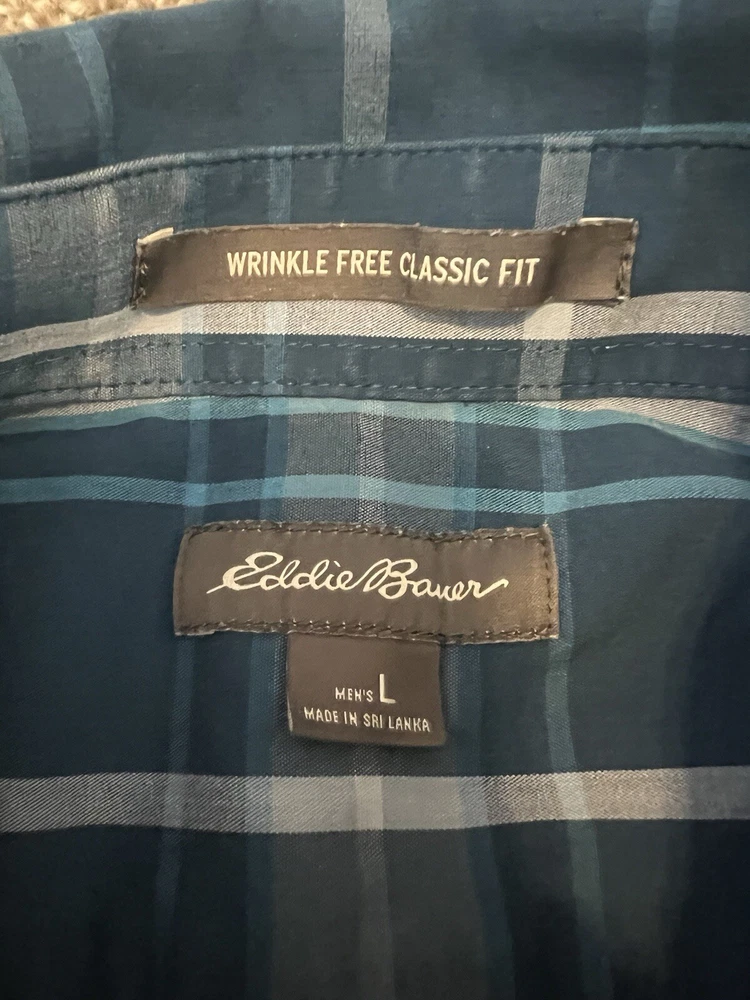 WRINKLE FREE CLASSIC FIT
Eddie Bauer
MEN'S L
MADE IN SRI LANKA